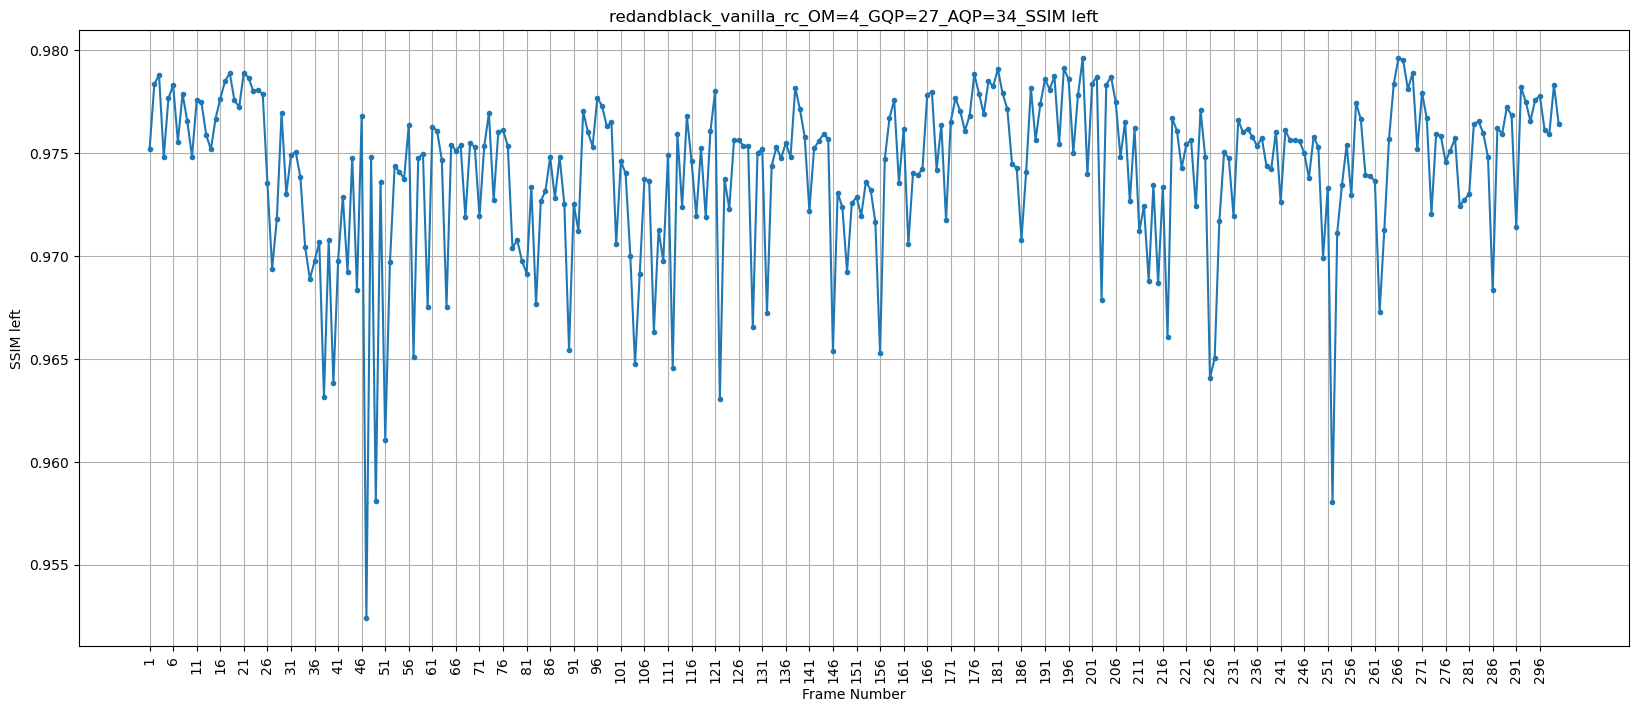 redandblack_vanilla_rc_OM=4_GQP=27_AQP=34_SSIM left
0.980
0.975
0.970
0.965
0.960
0.955
SSIM left
1 6 11 16 21 26 31 36 41 46 51 56 61 66 71 76 81 86 91 96 101 106 111 116 121 126 131 136 141 146 151 156 161 166 171 176 181 186 191 196 201 206 211 216 221 226 231 236 241 246 251 256 261 266 271 276 281 286 291 296
Frame Number